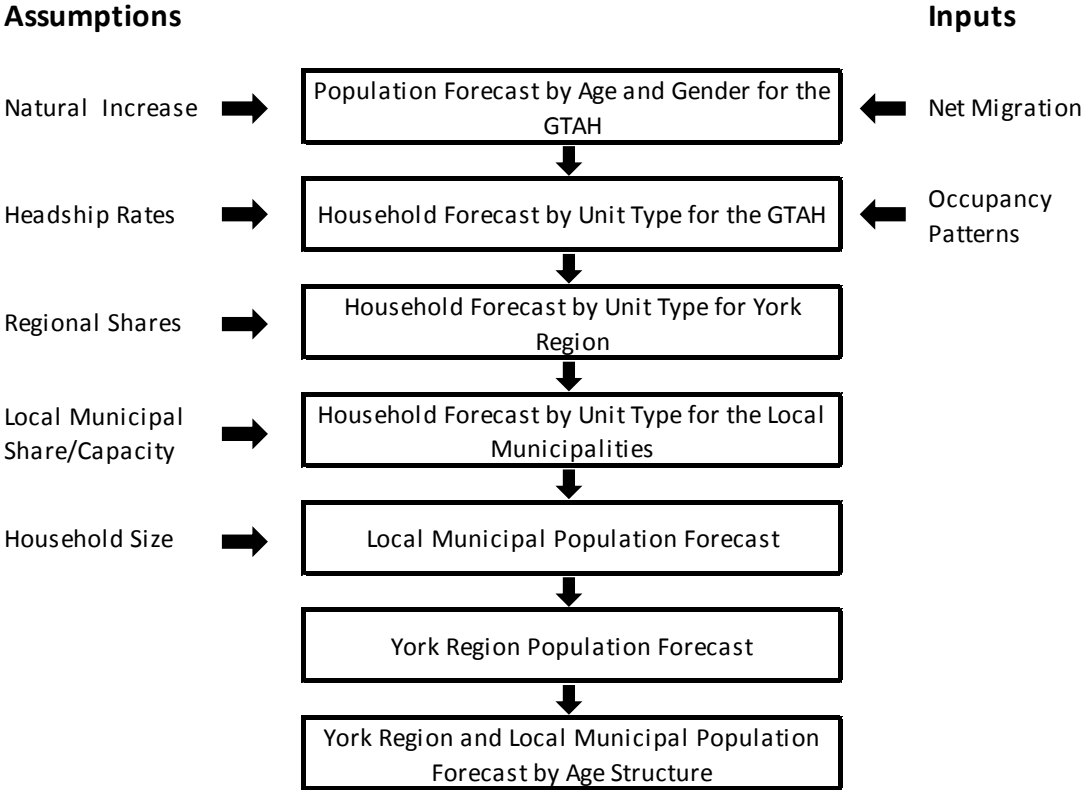 Assumptions
Inputs
Natural Increase
Population Forecast by Age and Gender for the
GTAH
Net Migration
Headship Rates
Household Forecast by Unit Type for the GTAH
Occupancy
Patterns
Regional Shares
Household Forecast by Unit Type for York
Region
Local Municipal
Share/Capacity
Household Forecast by Unit Type for the Local
Municipalities
Household Size
Local Municipal Population Forecast
York Region Population Forecast
York Region and Local Municipal Population
Forecast by Age Structure